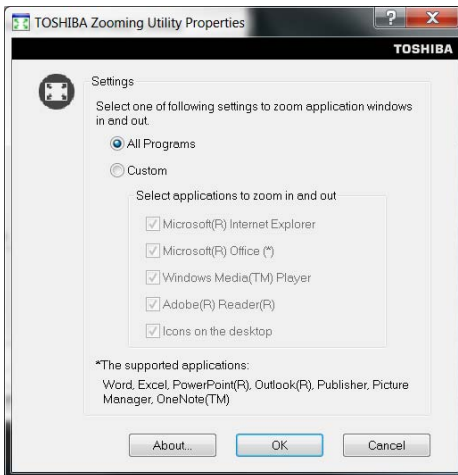 TOSHIBA Zooming Utility Properties
TOSHIBA
Settings
Select one of following settings to zoom application windows
in and out.
All Programs
Custom
Select applications to zoom in and out
Microsoft(R) Internet Explorer
Microsoft(R) Office (*)
Windows Media(TM) Player
Adobe(R) Reader(R)
Icons on the desktop
*The supported applications:
Word, Excel, PowerPoint(R), Outlook(R), Publisher, Picture
Manager, OneNote(TM)
About... OK Cancel